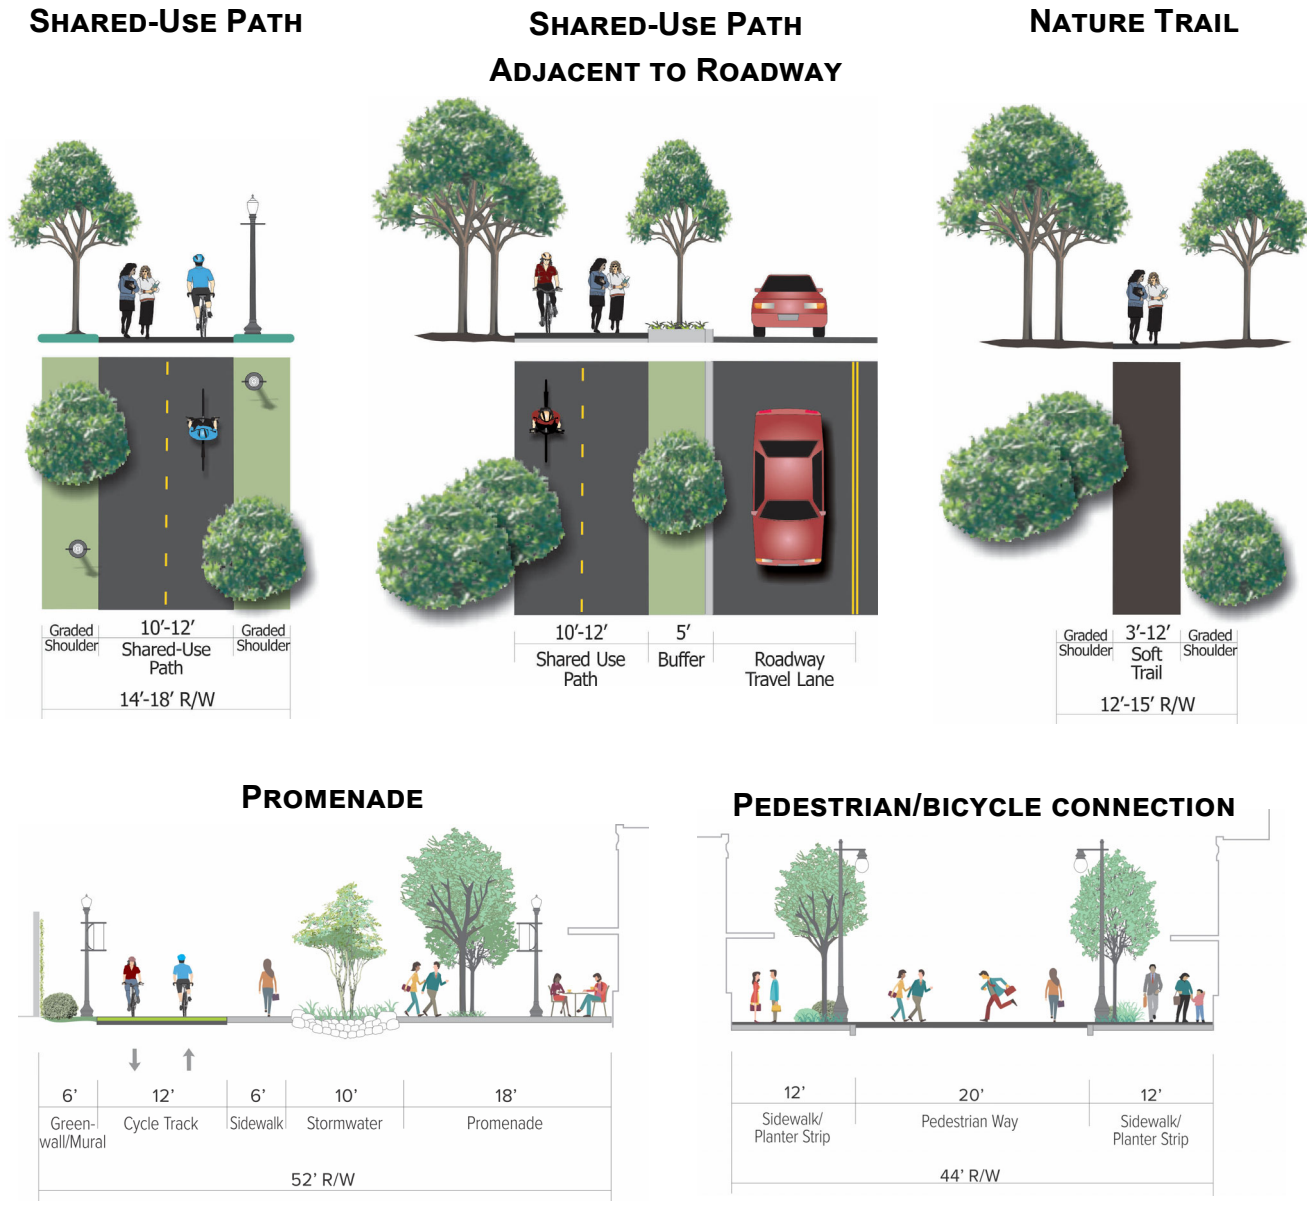 SHARED-USE PATH
SHARED-USE PATH
ADJACENT TO ROADWAY
NATURE TRAIL
Graded
Shoulder
10'-12'
Shared-Use
Path
Graded
Shoulder
14'-18' R/W
10'-12'
Shared Use
Path
5'
Buffer
Roadway
Travel Lane
Graded
Shoulder
3'-12'
Soft
Trail
Graded
Shoulder
12'-15' R/W
PROMENADE
6'
Green-
wall/Mural
12'
Cycle Track
6'
Sidewalk
10'
Stormwater
18'
Promenade
52' R/W
PEDESTRIAN/BICYCLE CONNECTION
12'
Sidewalk/
Planter Strip
20'
Pedestrian Way
12'
Sidewalk/
Planter Strip
44' R/W